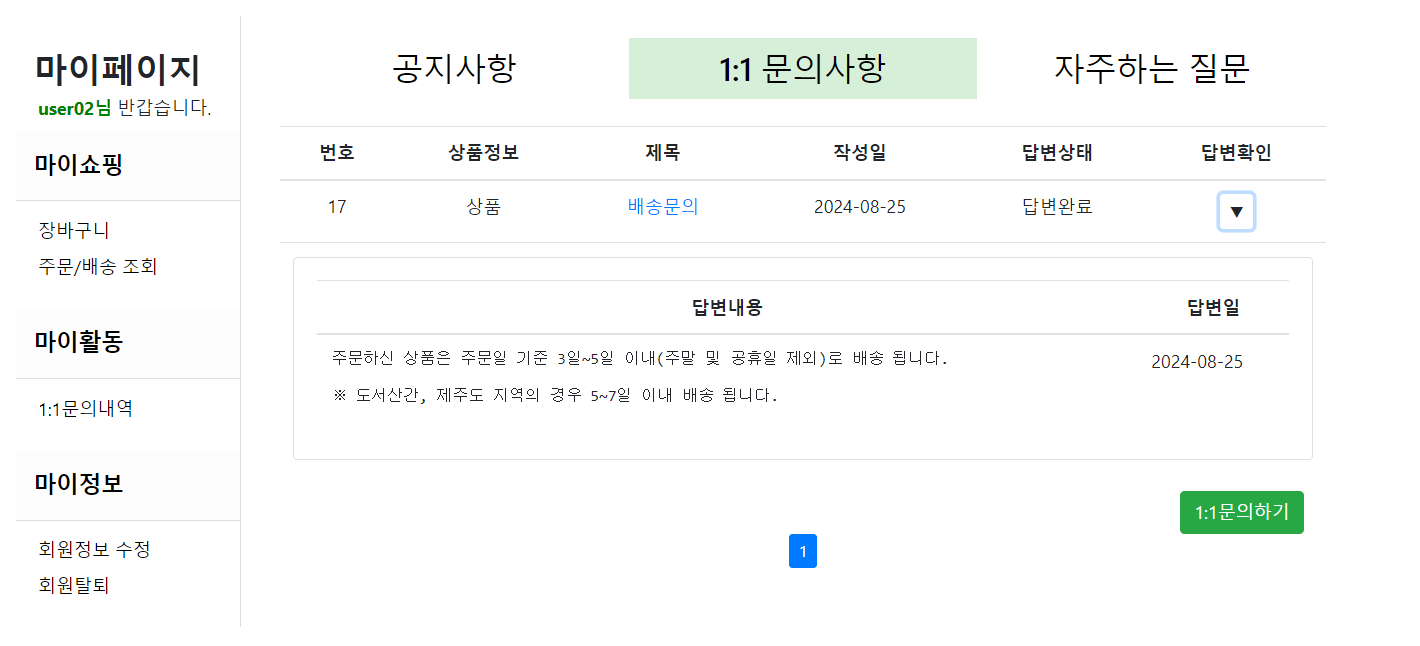 마이페이지
user02님 반갑습니다.
마이쇼핑
장바구니
주문/배송 조회
마이활동
1:1문의내역
마이정보
회원정보 수정
회원탈퇴
공지사항 1:1 문의사항 자주하는 질문
번호 상품정보 제목 작성일 답변상태 답변확인
17 상품 배송문의 2024-08-25 답변완료 ▼
답변내용 답변일
주문하신 상품은 주문일 기준 3일~5일 이내(주말 및 공휴일 제외)로 배송 됩니다. 2024-08-25
※ 도서산간, 제주도 지역의 경우 5~7일 이내 배송 됩니다.
1:1문의하기
1